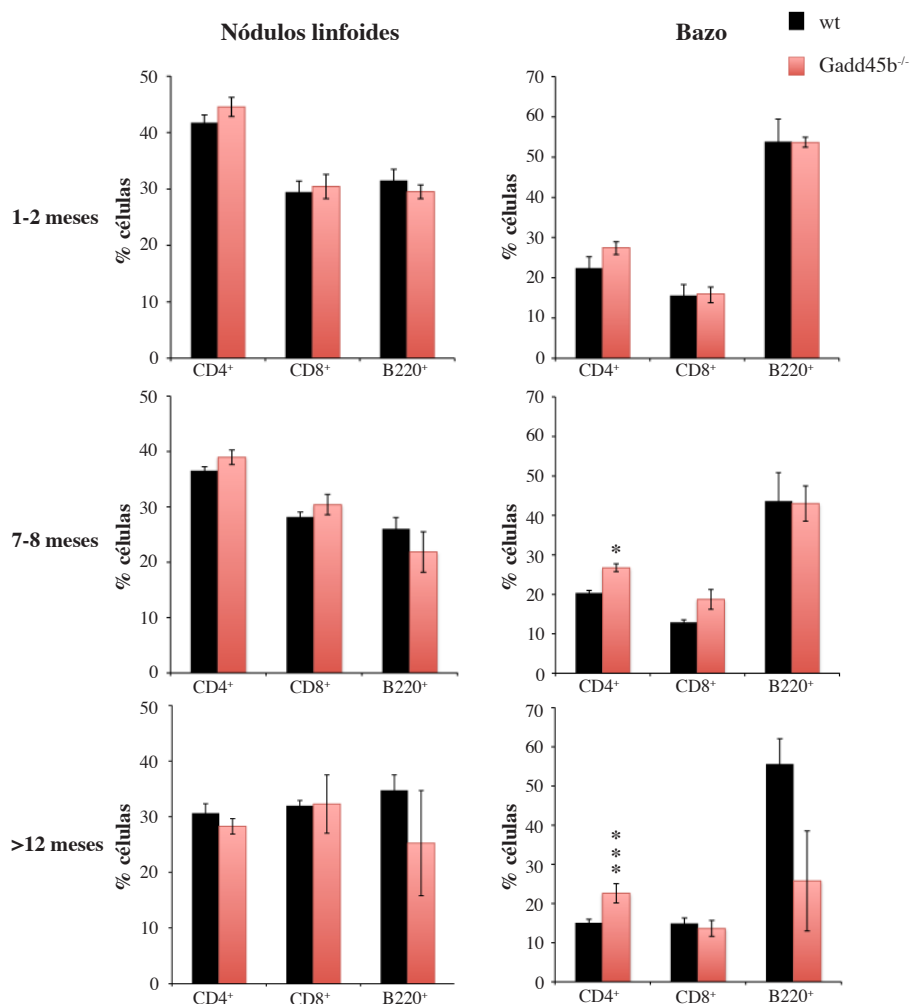 Nódulos linfoides
Bazo
wt
Gadd45b⁻/⁻
1-2 meses
% células
50
40
30
20
10
0
CD4⁺ CD8⁺ B220⁺
% células
70
60
50
40
30
20
10
0
CD4⁺ CD8⁺ B220⁺
7-8 meses
% células
50
40
30
20
10
0
CD4⁺ CD8⁺ B220⁺
% células
70
60
50
40
30
20
10
0
*
CD4⁺ CD8⁺ B220⁺
>12 meses
% células
50
40
30
20
10
0
CD4⁺ CD8⁺ B220⁺
% células
70
60
50
40
30
20
10
0
***
CD4⁺ CD8⁺ B220⁺